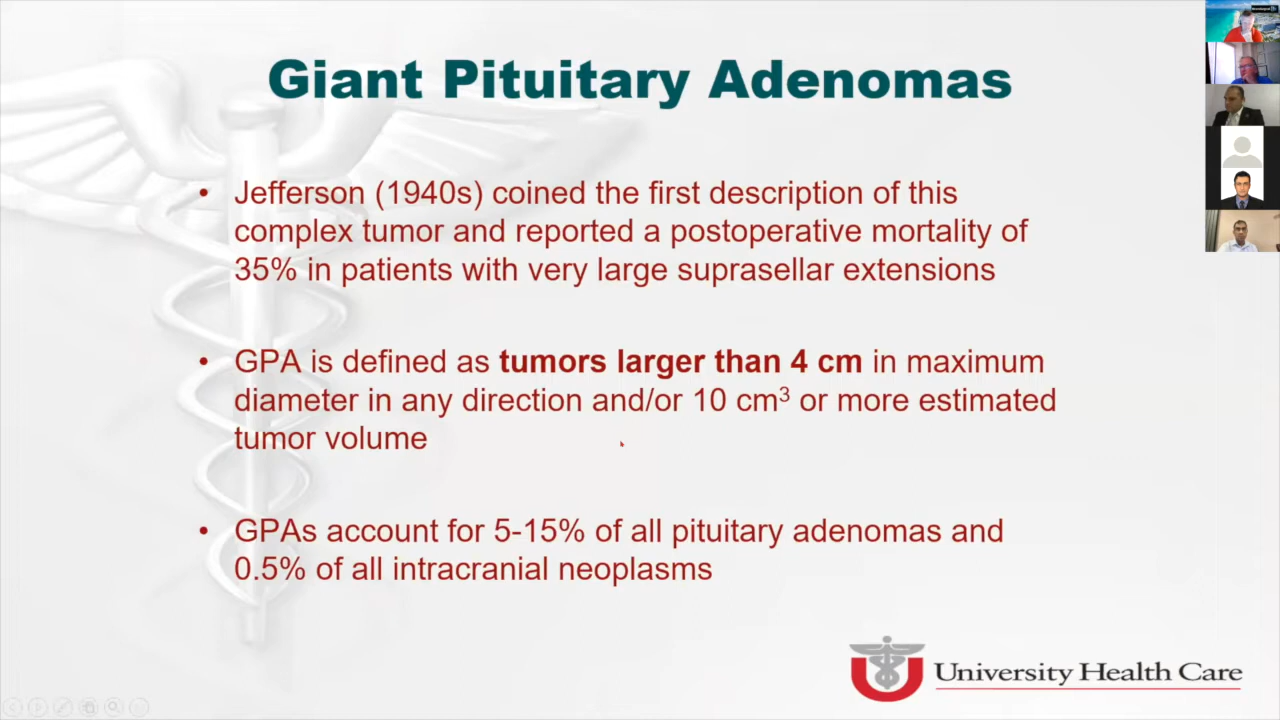 Giant Pituitary Adenomas
• Jefferson (1940s) coined the first description of this
complex tumor and reported a postoperative mortality of
35% in patients with very large suprasellar extensions
• GPA is defined as tumors larger than 4 cm in maximum
diameter in any direction and/or 10 cm³ or more estimated
tumor volume
• GPAs account for 5-15% of all pituitary adenomas and
0.5% of all intracranial neoplasms
University Health Care